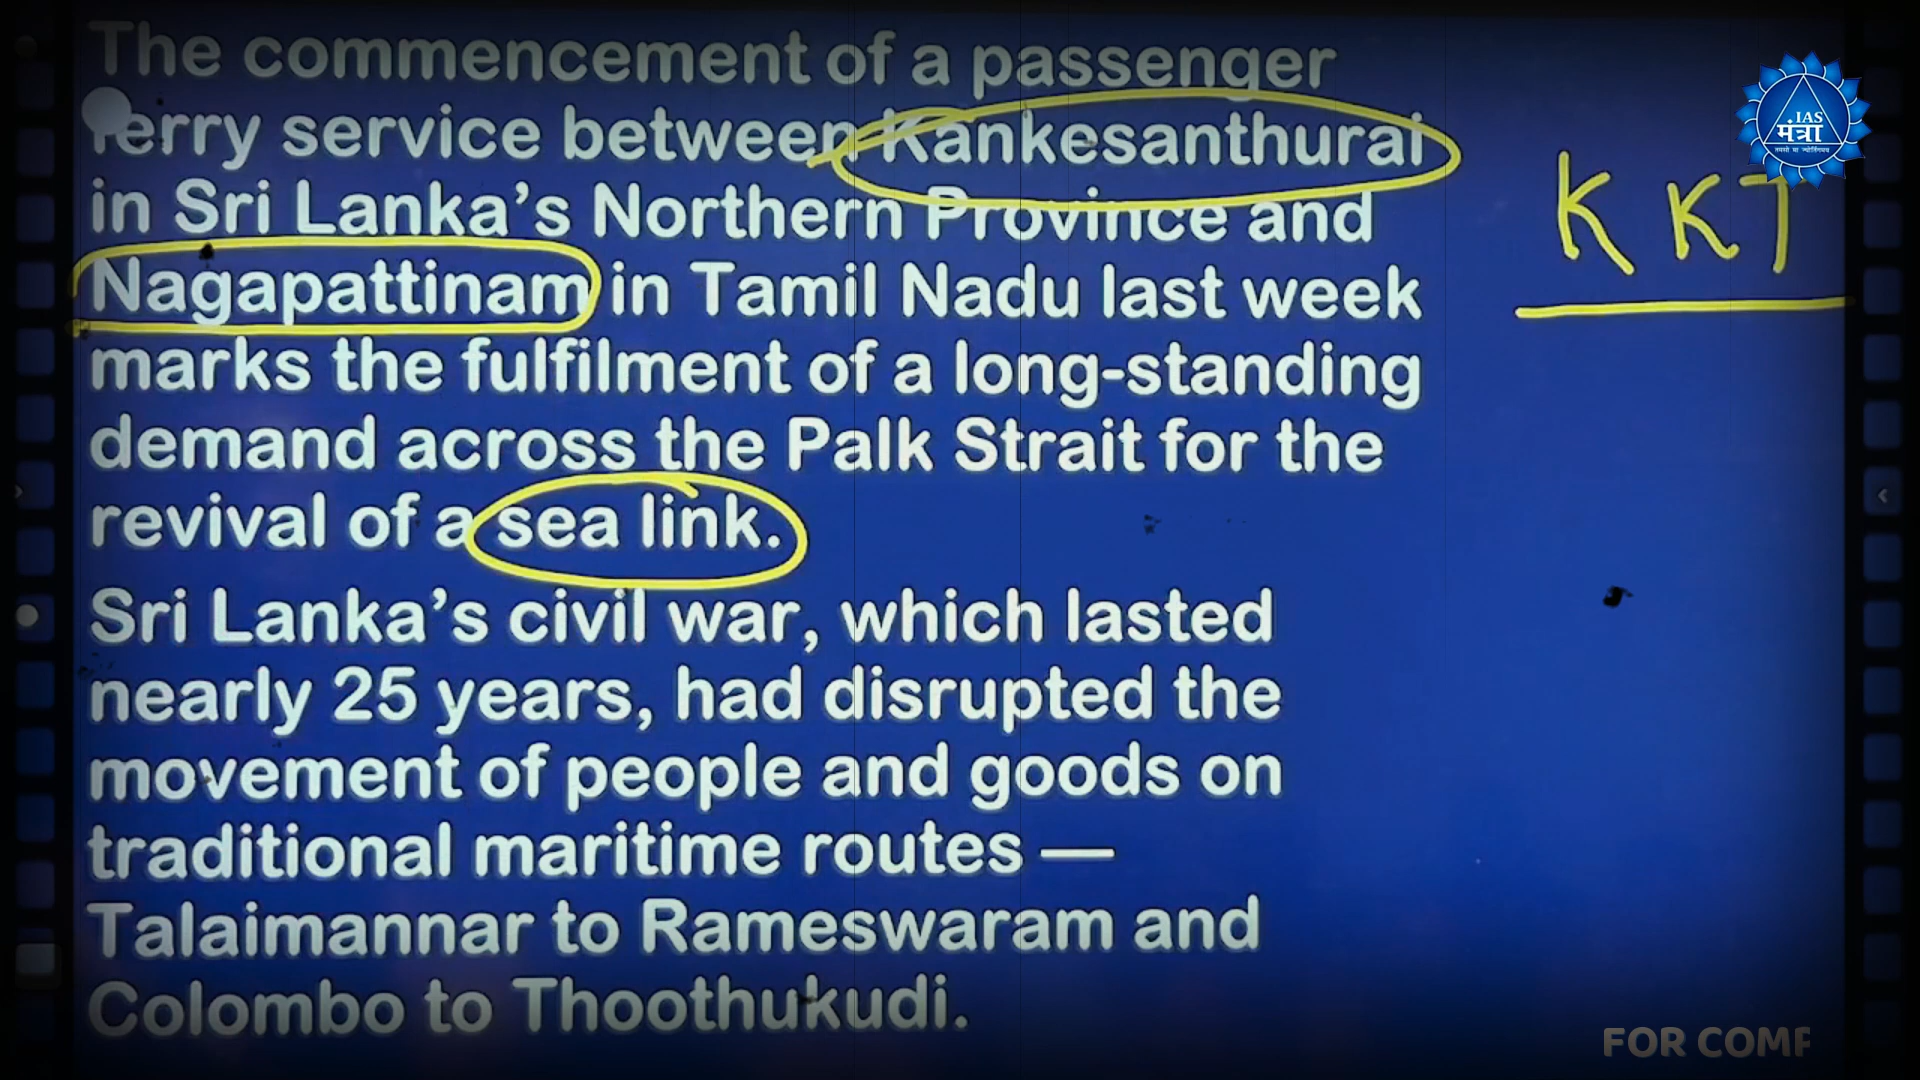 The commencement of a passenger
ferry service between Kankesanthurai
in Sri Lanka’s Northern Province and
Nagapattinam in Tamil Nadu last week
marks the fulfilment of a long-standing
demand across the Palk Strait for the
revival of a sea link.
Sri Lanka’s civil war, which lasted
nearly 25 years, had disrupted the
movement of people and goods on
traditional maritime routes —
Talaimannar to Rameswaram and
Colombo to Thoothukudi.
KKT
IAS
मंत्रा
FOR COMP